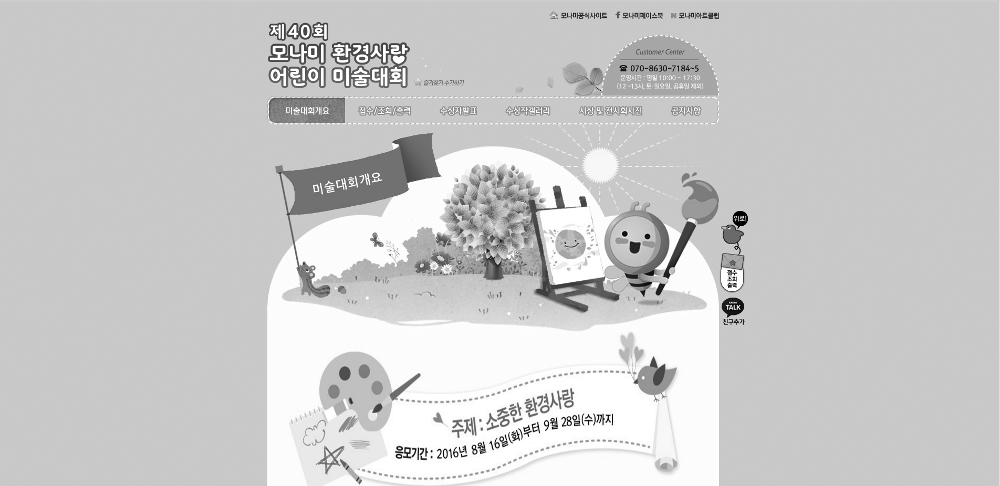 모나미공식사이트 모나미페이스북 모나미아트클럽
제40회
모나미 환경사랑
어린이 미술대회
즐겨찾기 추가하기
Customer Center
070-8630-7184~5
운영시간 : 평일 10:00 ~ 17:30
(12 ~13시, 토·일요일, 공휴일 제외)
미술대회개요 접수/조회/출력 수상자발표 수상작갤러리 시상 및 전시회사진 공지사항
미술대회개요
위로!
접수
조회
출력
KAKAO
TALK
친구추가
주제 : 소중한 환경사랑
응모기간 : 2016년 8월 16일(화)부터 9월 28일(수)까지